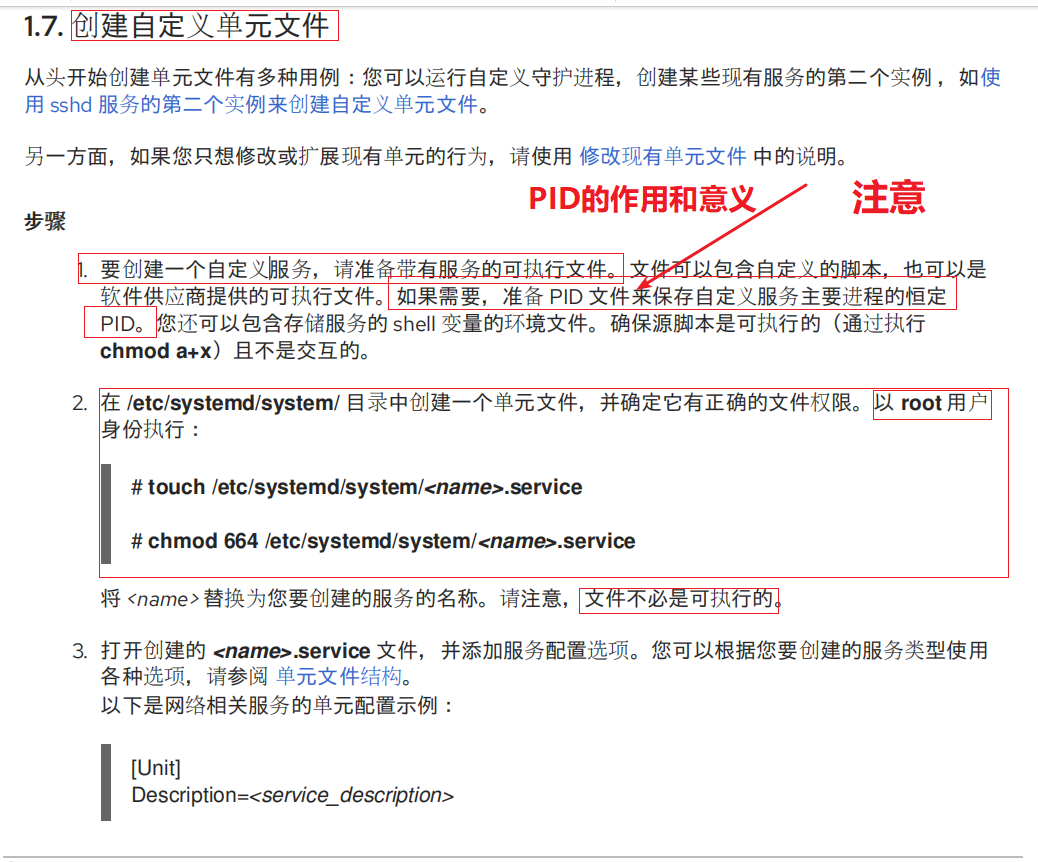 1.7. 创建自定义单元文件
从头开始创建单元文件有多种用例：您可以运行自定义守护进程，创建某些现有服务的第二个实例，如使
用 sshd 服务的第二个实例来创建自定义单元文件。
另一方面，如果您只想修改或扩展现有单元的行为，请使用 修改现有单元文件 中的说明。
PID的作用和意义 注意
步骤
1. 要创建一个自定义服务，请准备带有服务的可执行文件。文件可以包含自定义的脚本，也可以是
软件供应商提供的可执行文件。如果需要，准备 PID 文件来保存自定义服务主要进程的恒定
PID。您还可以包含存储服务的 shell 变量的环境文件。确保源脚本是可执行的（通过执行
chmod a+x）且不是交互的。
2. 在 /etc/systemd/system/ 目录中创建一个单元文件，并确定它有正确的文件权限。以 root 用户
身份执行：
# touch /etc/systemd/system/<name>.service
# chmod 664 /etc/systemd/system/<name>.service
将 <name> 替换为您要创建的服务的名称。请注意，文件不必是可执行的。
3. 打开创建的 <name>.service 文件，并添加服务配置选项。您可以根据您要创建的服务类型使用
各种选项，请参阅 单元文件结构。
以下是网络相关服务的单元配置示例：
[Unit]
Description=<service_description>